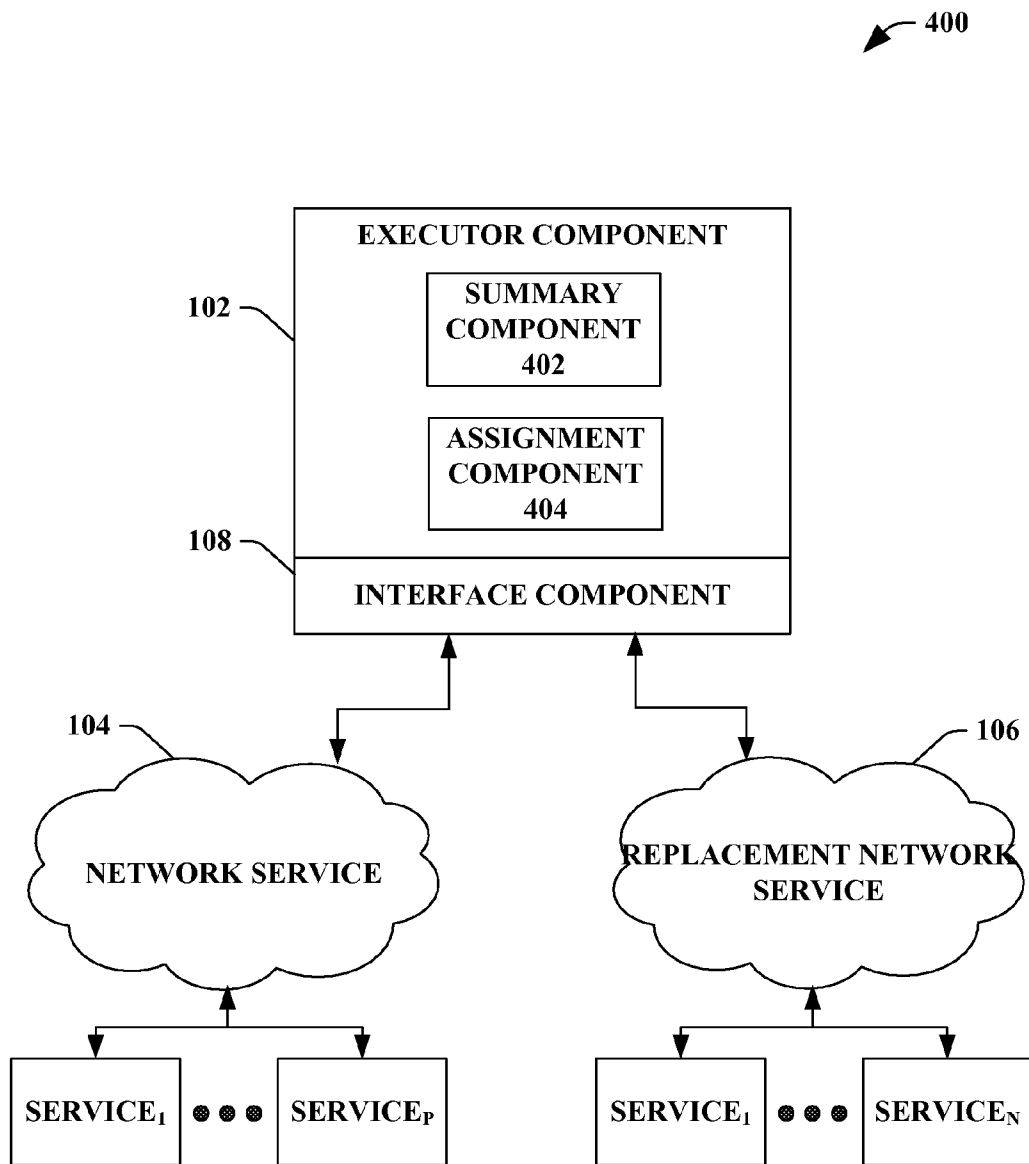 400
EXECUTOR COMPONENT
102
SUMMARY
COMPONENT
402
ASSIGNMENT
COMPONENT
404
108
INTERFACE COMPONENT
104
106
NETWORK SERVICE
REPLACEMENT NETWORK
SERVICE
SERVICE₁
SERVICEₚ
SERVICE₁
SERVICE_N